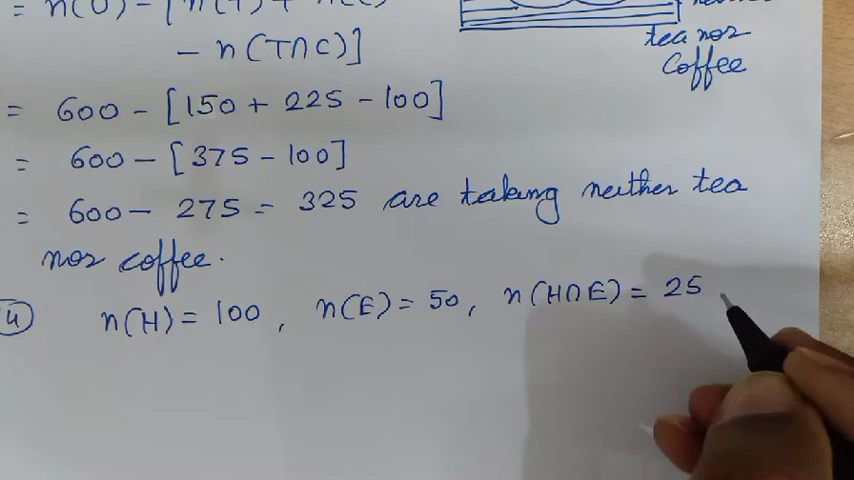 = n(U) - [n(T) + n(C)
- n(T∩C)]
tea nor
Coffee
= 600 - [150 + 225 - 100]
= 600 - [375 - 100]
= 600 - 275 = 325 are taking neither tea
nor coffee.
4 n(H) = 100, n(E) = 50, n(H∩E) = 25